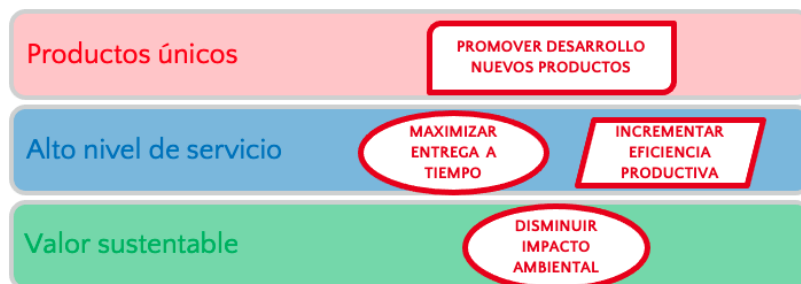 Productos únicos
PROMOVER DESARROLLO
NUEVOS PRODUCTOS
Alto nivel de servicio
MAXIMIZAR
ENTREGA A
TIEMPO
INCREMENTAR
EFICIENCIA
PRODUCTIVA
Valor sustentable
DISMINUIR
IMPACTO
AMBIENTAL